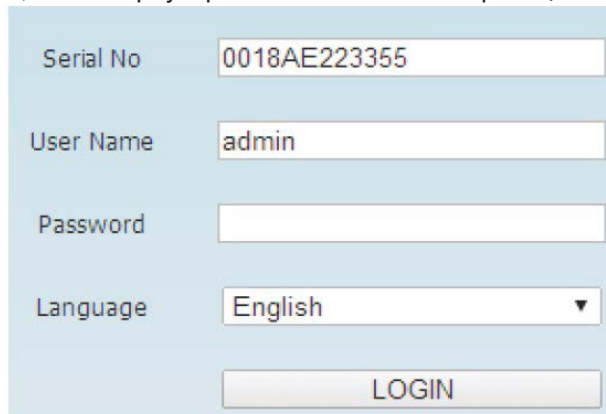 Serial No 0018AE223355
User Name admin
Password
Language English
LOGIN